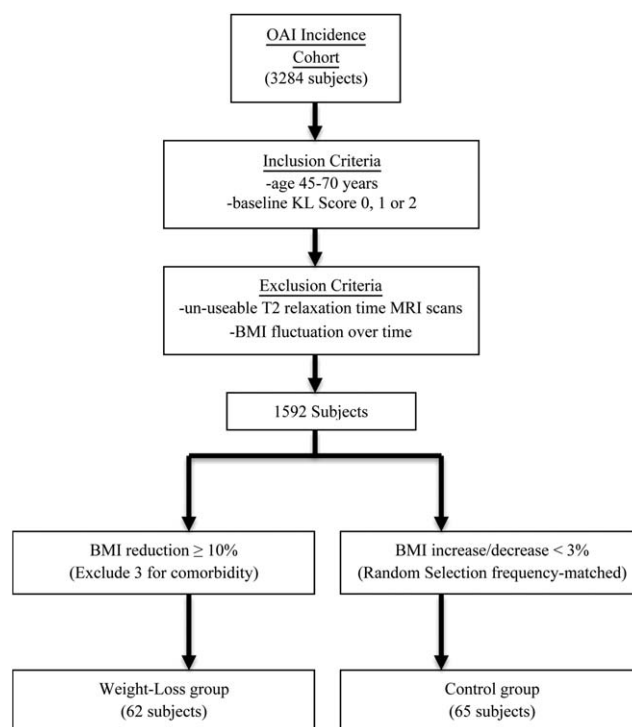 OAI Incidence
Cohort
(3284 subjects)
Inclusion Criteria
-age 45-70 years
-baseline KL Score 0, 1 or 2
Exclusion Criteria
-un-useable T2 relaxation time MRI scans
-BMI fluctuation over time
1592 Subjects
BMI reduction ≥ 10%
(Exclude 3 for comorbidity)
BMI increase/decrease < 3%
(Random Selection frequency-matched)
Weight-Loss group
(62 subjects)
Control group
(65 subjects)